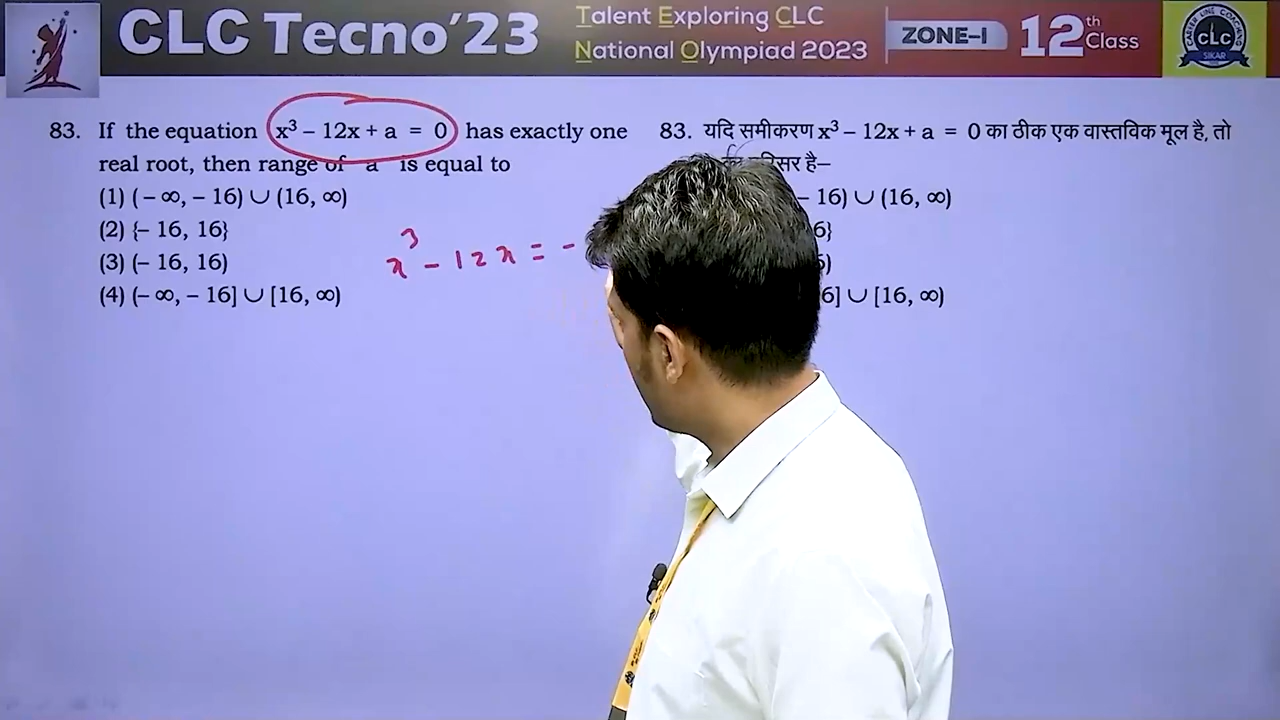 CLC Tecno'23
Talent Exploring CLC
National Olympiad 2023
ZONE–I
12th Class
CLC
SIKAR
83. If the equation x³ – 12x + a = 0 has exactly one
real root, then range of a is equal to
(1) (– ∞, – 16) ∪ (16, ∞)
(2) {– 16, 16}
(3) (– 16, 16)
(4) (– ∞, – 16] ∪ [16, ∞)
x³ – 12x = –
83. यदि समीकरण x³ – 12x + a = 0 का ठीक एक वास्तविक मूल है, तो
है–
– 16) ∪ (16, ∞)
6}
6)
6] ∪ [16, ∞)